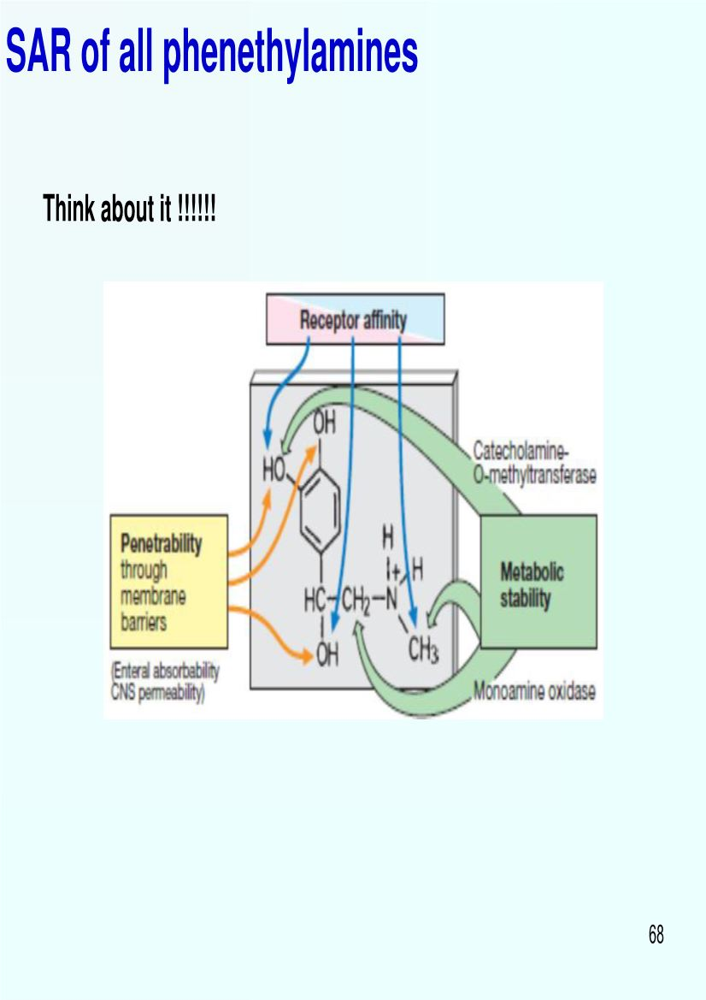 SAR of all phenethylamines
Think about it !!!!!!
Receptor affinity
OH
HO
Catecholamine-
O-methyltransferase
Penetrability
through
membrane
barriers
H
+ H
HC CH2 N
OH
CH3
Metabolic
stability
(Enteral absorbability
CNS permeability)
Monoamine oxidase
68